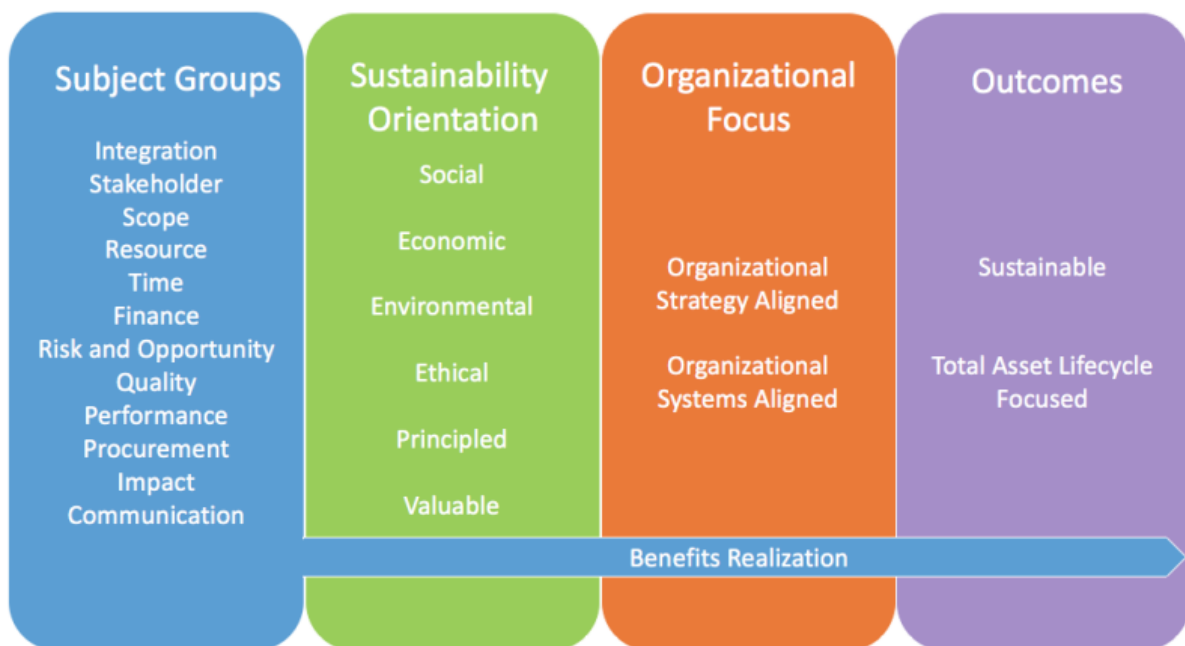 Subject Groups
Integration
Stakeholder
Scope
Resource
Time
Finance
Risk and Opportunity
Quality
Performance
Procurement
Impact
Communication
Sustainability
Orientation
Social
Economic
Environmental
Ethical
Principled
Valuable
Organizational
Focus
Organizational
Strategy Aligned
Organizational
Systems Aligned
Outcomes
Sustainable
Total Asset Lifecycle
Focused
Benefits Realization